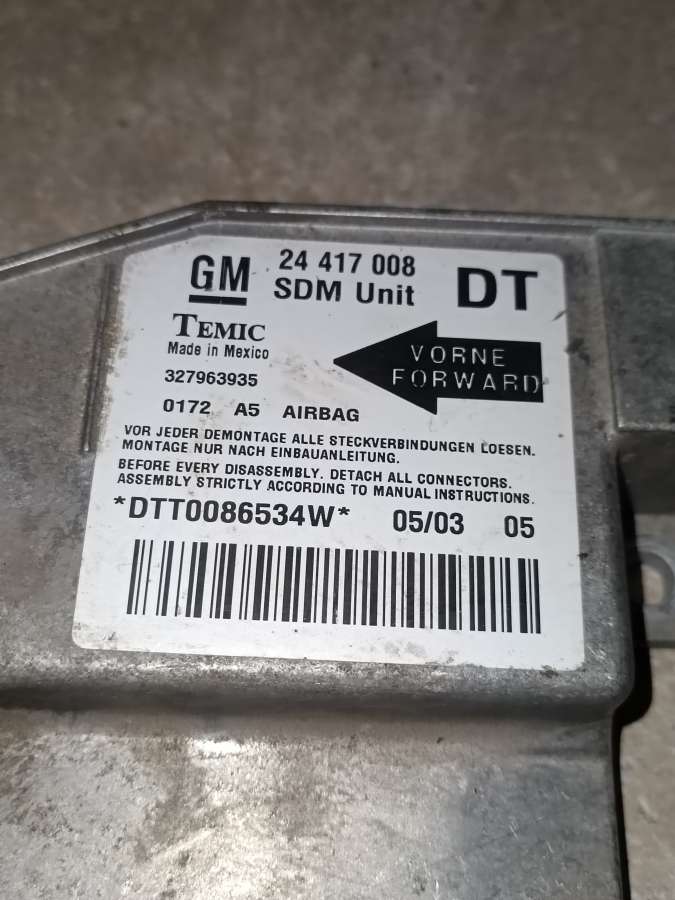 GM 24 417 008 DT
SDM Unit
TEMIC
Made in Mexico
VORNE
FORWARD
327963935
0172 A5 AIRBAG
VOR JEDER DEMONTAGE ALLE STECKVERBINDUNGEN LOESEN.
MONTAGE NUR NACH EINBAUANLEITUNG.
BEFORE EVERY DISASSEMBLY. DETACH ALL CONNECTORS.
ASSEMBLY STRICTLY ACCORDING TO MANUAL INSTRUCTIONS.
*DTT0086534W* 05/03 05